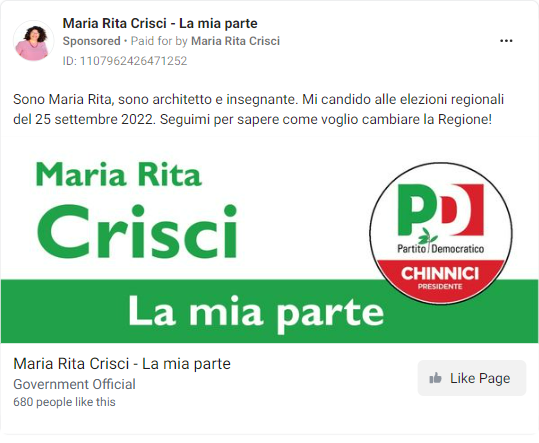 Maria Rita Crisci - La mia parte
Sponsored • Paid for by Maria Rita Crisci
ID: 1107962426471252
Sono Maria Rita, sono architetto e insegnante. Mi candido alle elezioni regionali
del 25 settembre 2022. Seguimi per sapere come voglio cambiare la Regione!
Maria Rita
Crisci
PD
Partito Democratico
CHINNICI
PRESIDENTE
La mia parte
Maria Rita Crisci - La mia parte
Government Official
680 people like this
Like Page